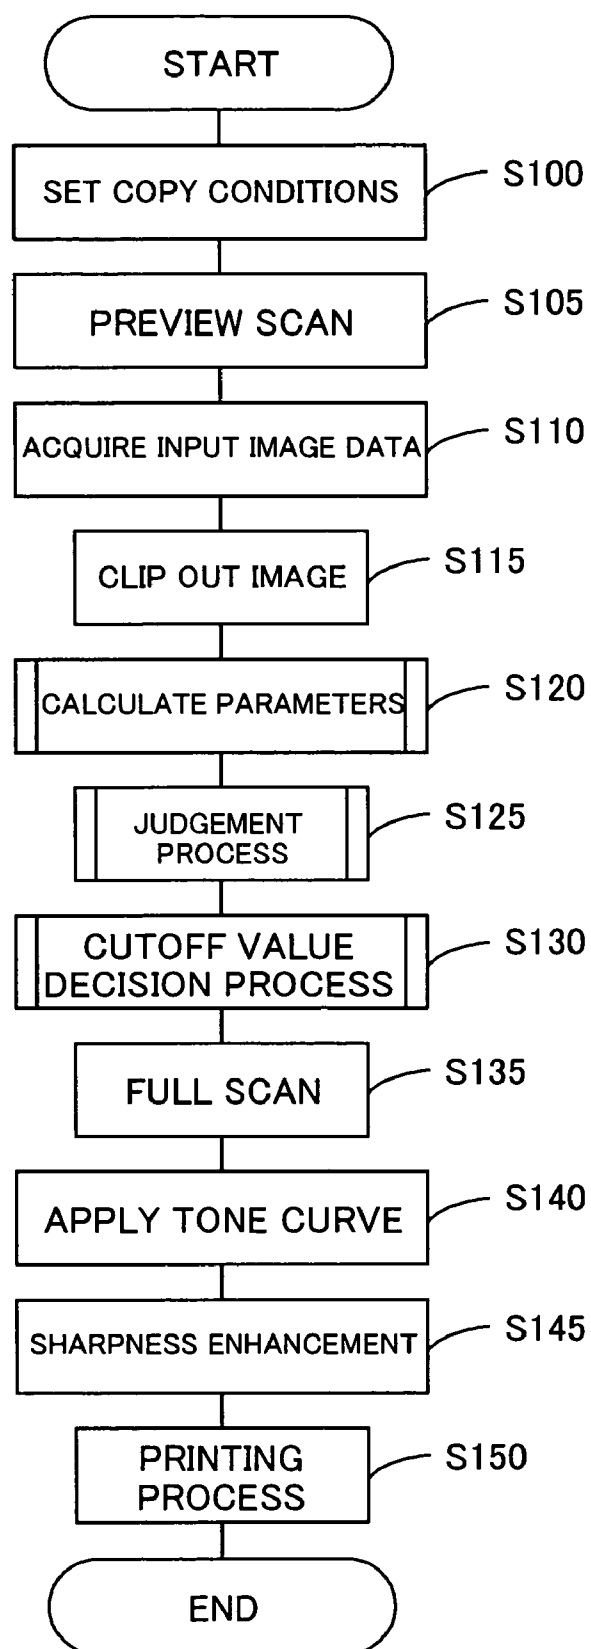 START
SET COPY CONDITIONS
S100
PREVIEW SCAN
S105
ACQUIRE INPUT IMAGE DATA
S110
CLIP OUT IMAGE
S115
CALCULATE PARAMETERS
S120
JUDGEMENT
PROCESS
S125
CUTOFF VALUE
DECISION PROCESS
S130
FULL SCAN
S135
APPLY TONE CURVE
S140
SHARPNESS ENHANCEMENT
S145
PRINTING
PROCESS
S150
END